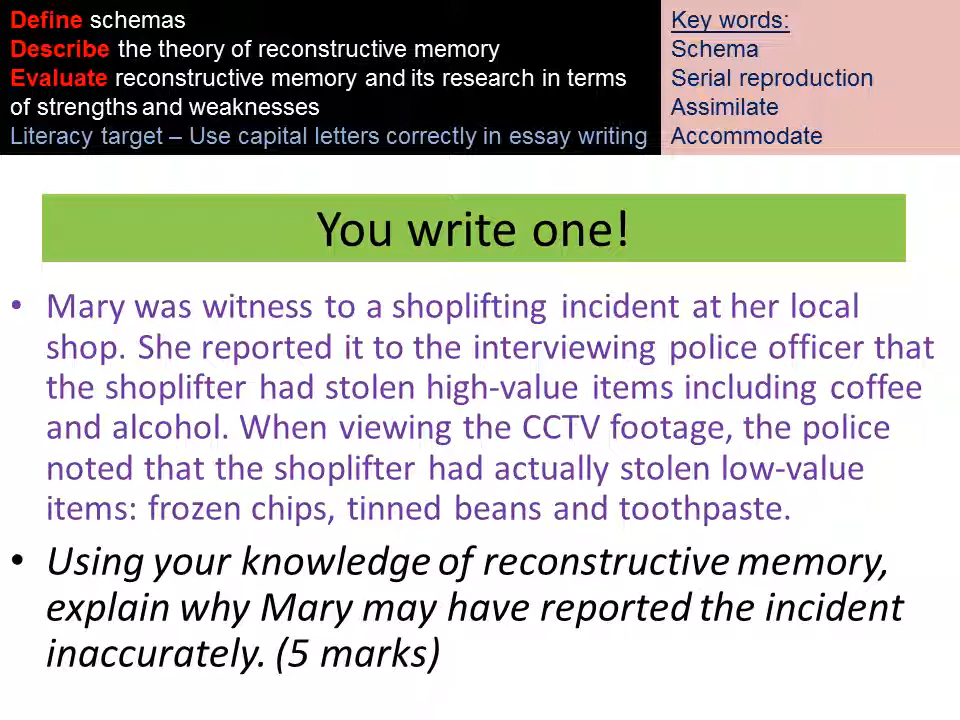 Define schemas
Describe the theory of reconstructive memory
Evaluate reconstructive memory and its research in terms
of strengths and weaknesses
Literacy target – Use capital letters correctly in essay writing
Key words:
Schema
Serial reproduction
Assimilate
Accommodate
You write one!
• Mary was witness to a shoplifting incident at her local
shop. She reported it to the interviewing police officer that
the shoplifter had stolen high-value items including coffee
and alcohol. When viewing the CCTV footage, the police
noted that the shoplifter had actually stolen low-value
items: frozen chips, tinned beans and toothpaste.
• Using your knowledge of reconstructive memory,
explain why Mary may have reported the incident
inaccurately. (5 marks)